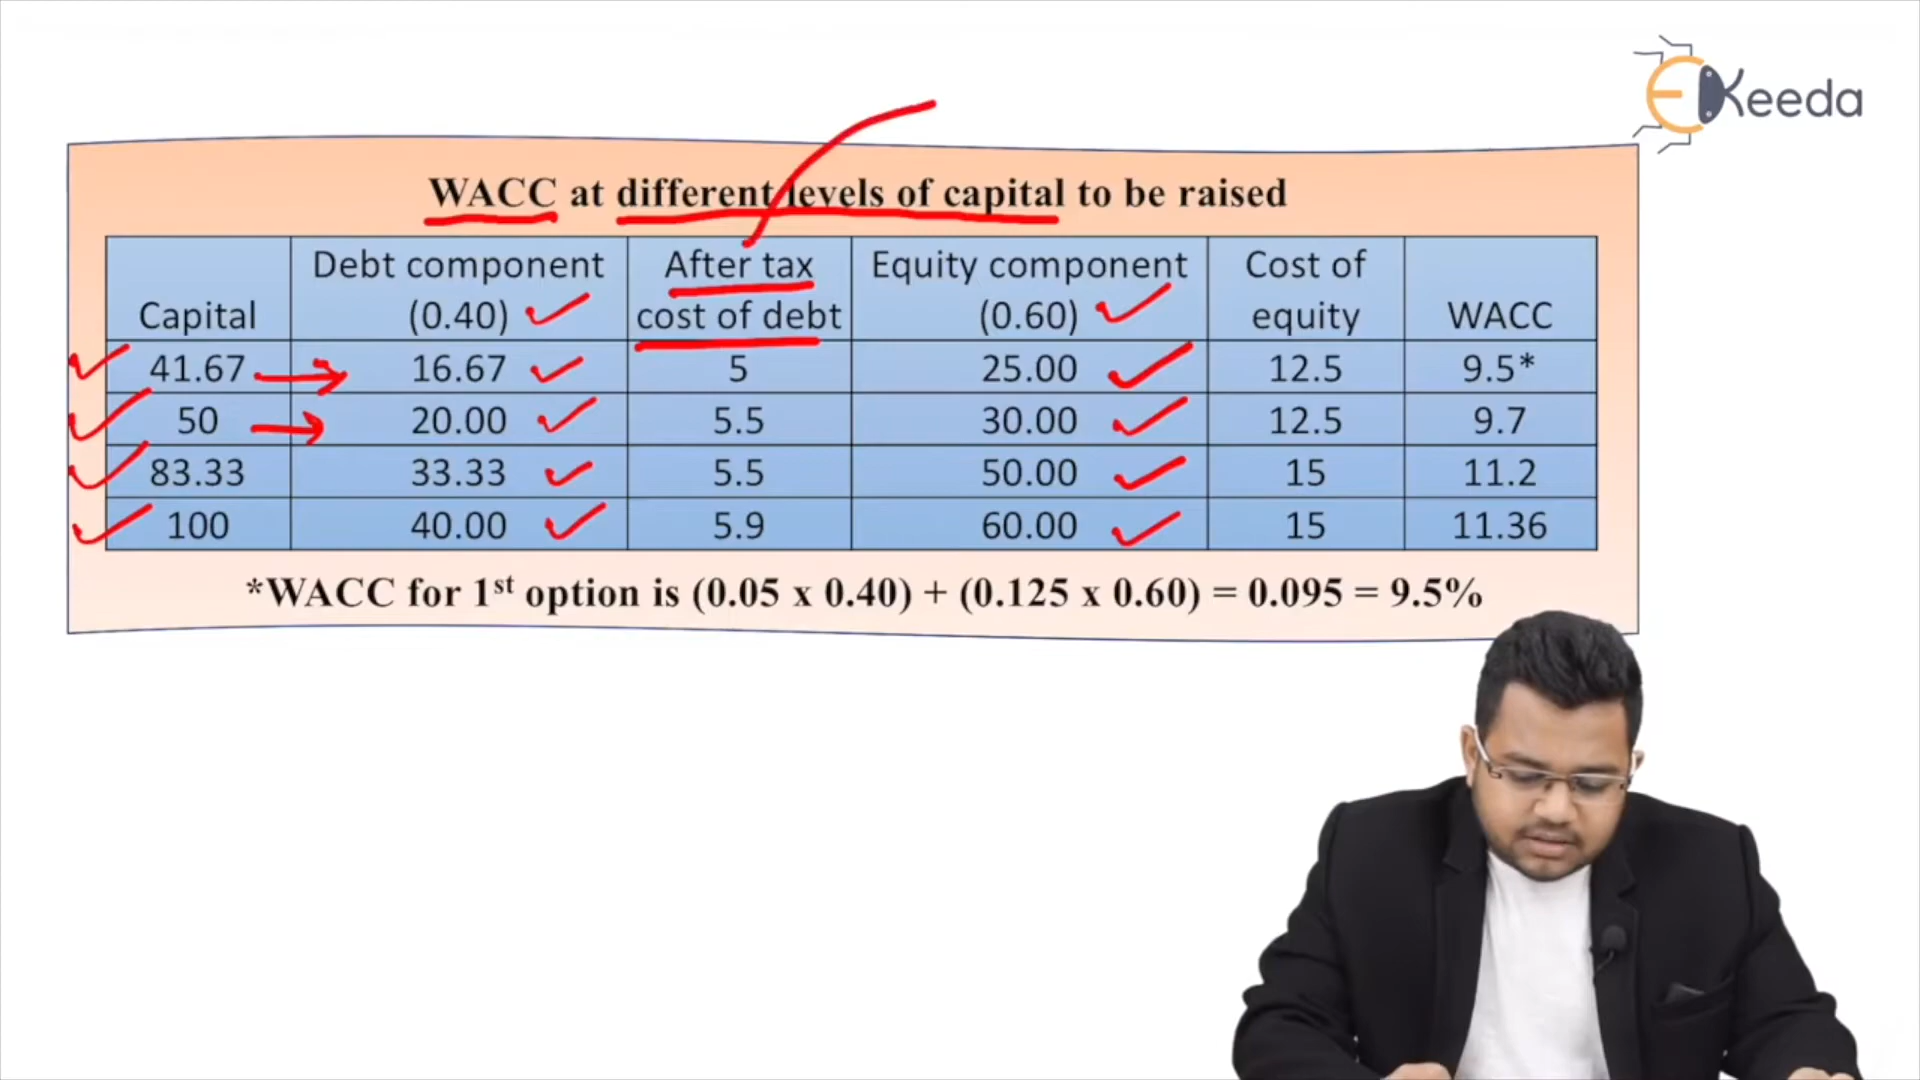 EKeeda
WACC at different levels of capital to be raised
Capital Debt component (0.40) After tax cost of debt Equity component (0.60) Cost of equity WACC
41.67 16.67 5 25.00 12.5 9.5*
50 20.00 5.5 30.00 12.5 9.7
83.33 33.33 5.5 50.00 15 11.2
100 40.00 5.9 60.00 15 11.36
*WACC for 1st option is (0.05 x 0.40) + (0.125 x 0.60) = 0.095 = 9.5%